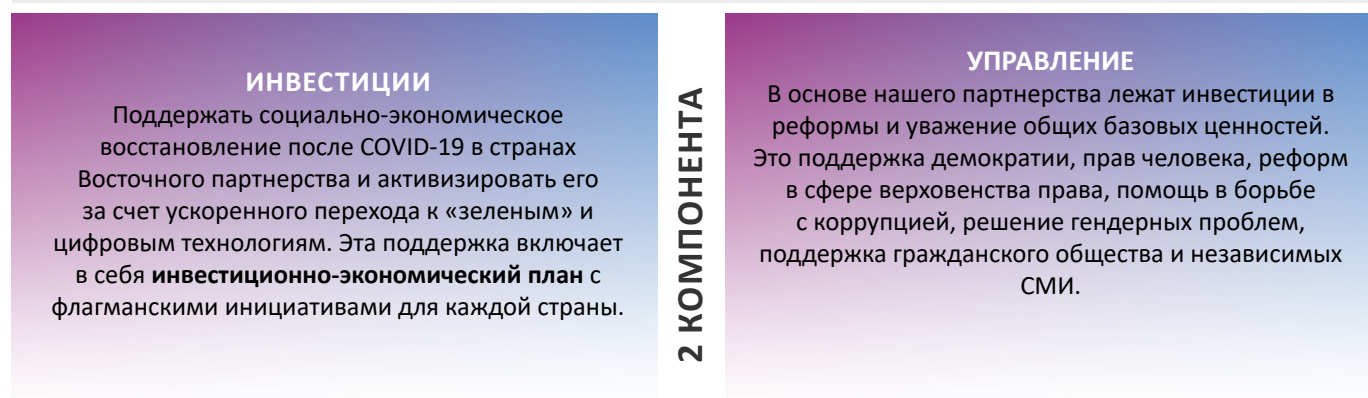 ИНВЕСТИЦИИ
Поддержать социально-экономическое
восстановление после COVID-19 в странах
Восточного партнерства и активизировать его
за счет ускоренного перехода к «зеленым» и
цифровым технологиям. Эта поддержка включает
в себя инвестиционно-экономический план с
флагманскими инициативами для каждой страны.
2 КОМПОНЕНТА
УПРАВЛЕНИЕ
В основе нашего партнерства лежат инвестиции в
реформы и уважение общих базовых ценностей.
Это поддержка демократии, прав человека, реформ
в сфере верховенства права, помощь в борьбе
с коррупцией, решение гендерных проблем,
поддержка гражданского общества и независимых
СМИ.